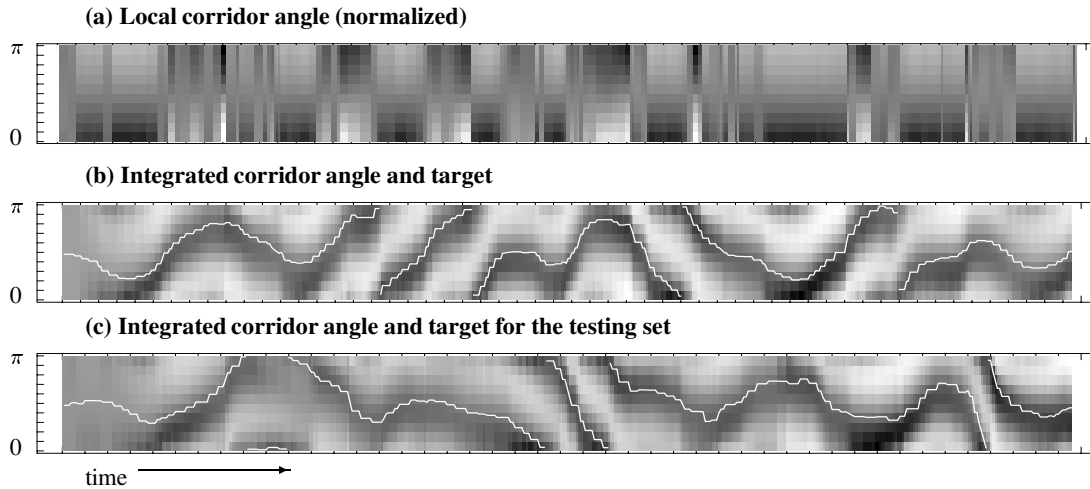 (a) Local corridor angle (normalized)
π
0
(b) Integrated corridor angle and target
π
0
(c) Integrated corridor angle and target for the testing set
π
0
time